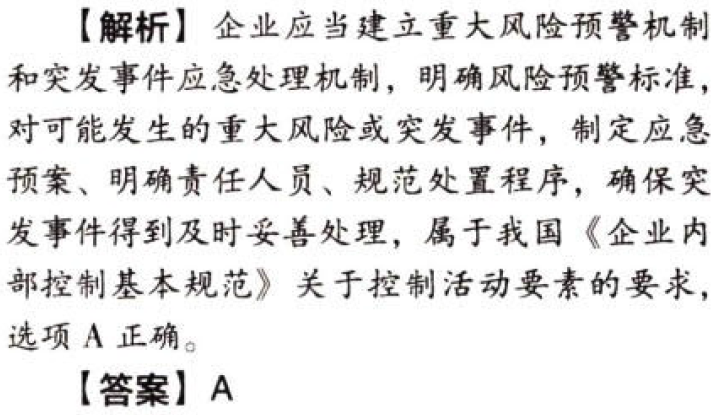 【解析】企业应当建立重大风险预警机制
和突发事件应急处理机制，明确风险预警标准，
对可能发生的重大风险或突发事件，制定应急
预案、明确责任人员、规范处置程序，确保突
发事件得到及时妥善处理，属于我国《企业内
部控制基本规范》关于控制活动要素的要求，
选项 A 正确。
【答案】A